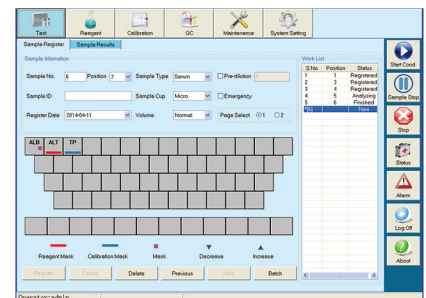 Test Reagent Calibration QC Maintenance System Setting
Sample Register Sample Results
Sample Information
Work List
Sample No. 6 Position 7 Sample Type Serum Pre-dilution
Sample ID Sample Cup Micro Emergency
Register Date 2014-04-11 Volume Normal Page Select 1 2
S.No. Position Status
1 1 Registered
2 3 Registered
3 4 Registered
4 5 Analyzing
5 6 Finished
*[6] New
ALB ALT TP
Reagent Mask Calibration Mask Mask Decrease Increase
Register Cancel Delete Previous Next Batch
Start Cond.
Sample Stop
Stop
Status
Alarm
Log Off
About
Operator:admin